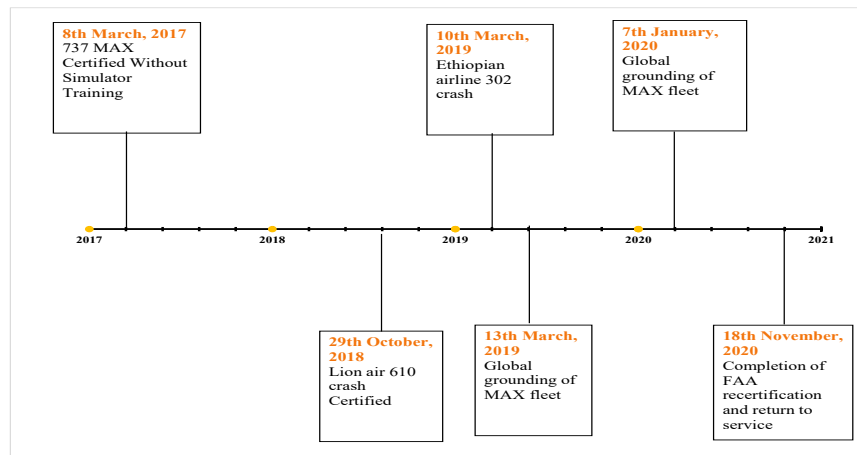 8th March, 2017
737 MAX
Certified Without
Simulator
Training
10th March,
2019
Ethiopian
airline 302
crash
7th January,
2020
Global
grounding of
MAX fleet
2017
2018
2019
2020
2021
29th October,
2018
Lion air 610
crash
Certified
13th March,
2019
Global
grounding of
MAX fleet
18th November,
2020
Completion of
FAA
recertification
and return to
service